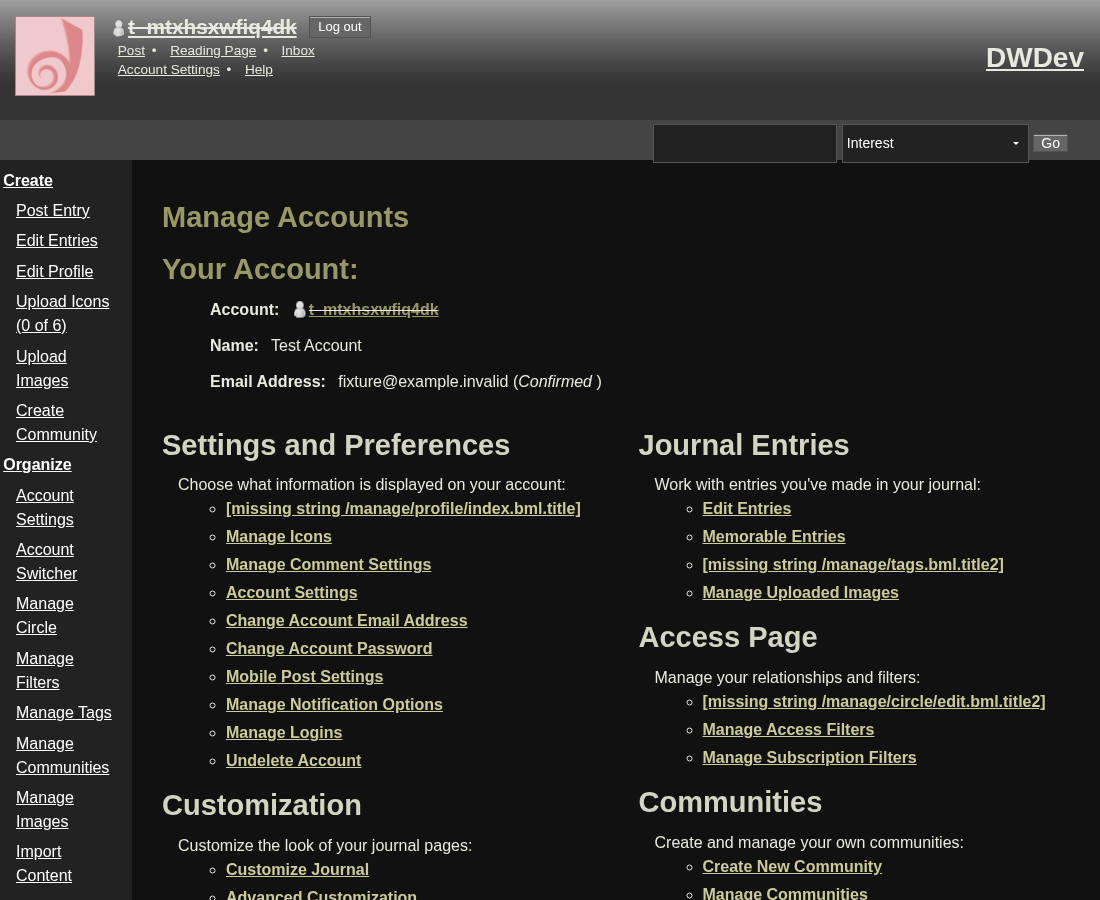 t_mtxhsxwfiq4dk Log out
Post • Reading Page • Inbox
Account Settings • Help
DWDev
Interest Go
Create
Post Entry
Edit Entries
Edit Profile
Upload Icons
(0 of 6)
Upload
Images
Create
Community
Organize
Account
Settings
Account
Switcher
Manage
Circle
Manage
Filters
Manage Tags
Manage
Communities
Manage
Images
Import
Content
Manage Accounts
Your Account:
Account: t_mtxhsxwfiq4dk
Name: Test Account
Email Address: fixture@example.invalid (Confirmed )
Settings and Preferences
Choose what information is displayed on your account:
[missing string /manage/profile/index.bml.title]
Manage Icons
Manage Comment Settings
Account Settings
Change Account Email Address
Change Account Password
Mobile Post Settings
Manage Notification Options
Manage Logins
Undelete Account
Customization
Customize the look of your journal pages:
Customize Journal
Advanced Customization
Journal Entries
Work with entries you've made in your journal:
Edit Entries
Memorable Entries
[missing string /manage/tags.bml.title2]
Manage Uploaded Images
Access Page
Manage your relationships and filters:
[missing string /manage/circle/edit.bml.title2]
Manage Access Filters
Manage Subscription Filters
Communities
Create and manage your own communities:
Create New Community
Manage Communities